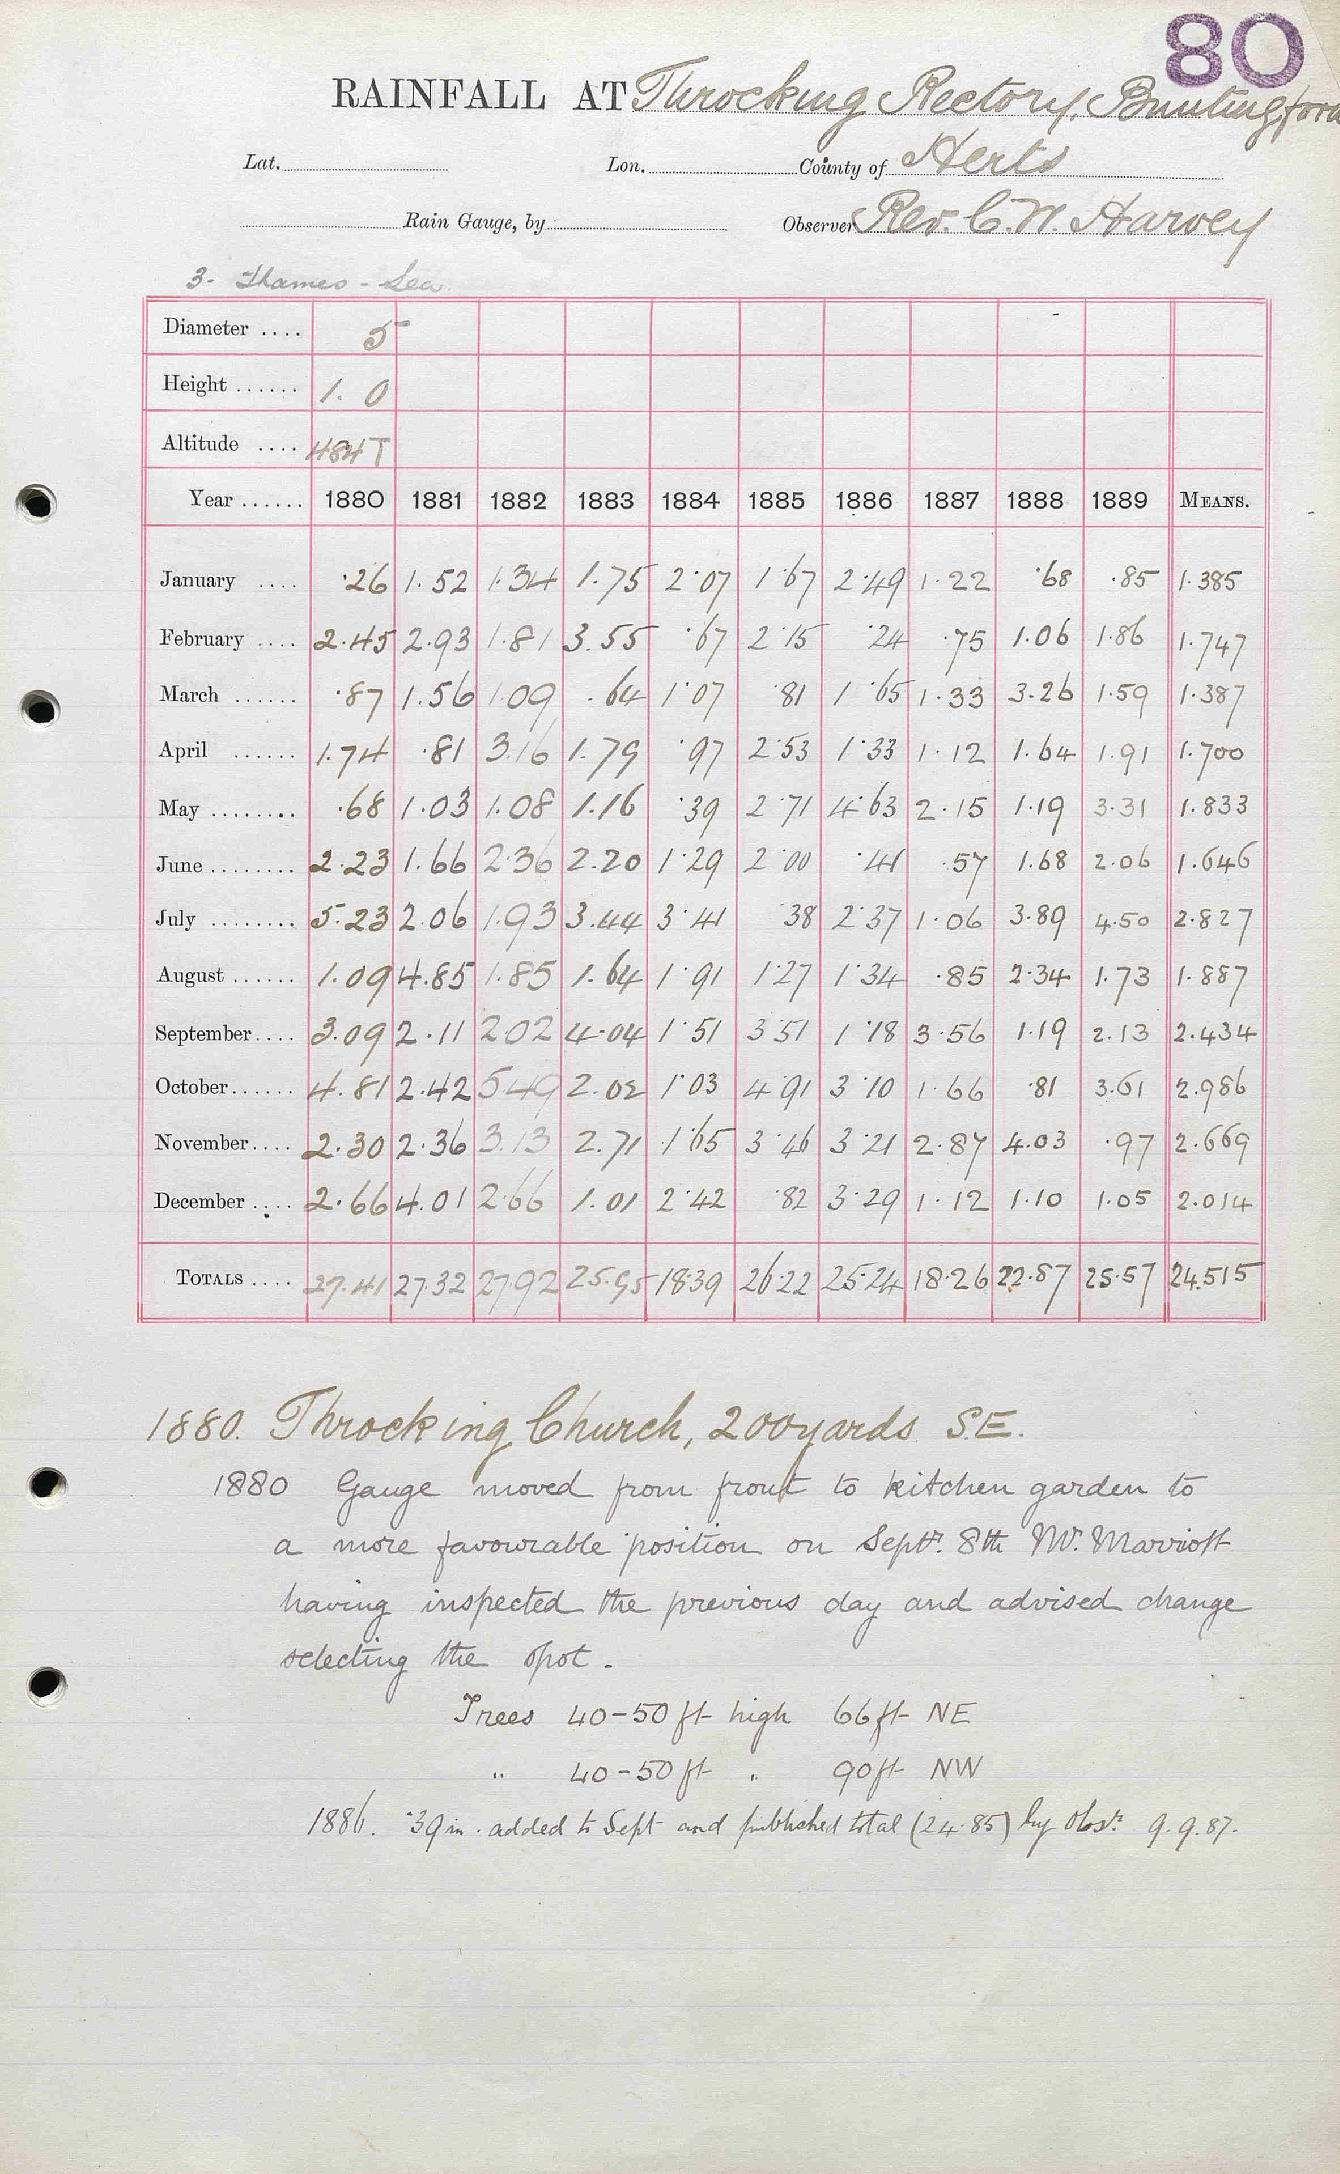 80
RAINFALL AT Throcking Rectory, Buntingford
Lat. Lon. County of Herts
Rain Gauge, by Observer Rev. C. W. Harvey
3 - Thames - Lea
Diameter .... 5
Height ...... 1. 0
Altitude .... 484 T
Year ...... 1880 1881 1882 1883 1884 1885 1886 1887 1888 1889 MEANS.
January .... .26 1.52 1.34 1.75 2.07 1.67 2.49 1.22 .68 .85 1.385
February .... 2.45 2.93 1.81 3.55 .67 2.15 .24 .75 1.06 1.86 1.747
March ...... .87 1.56 1.09 .64 1.07 .81 1.65 1.33 3.26 1.59 1.387
April ...... 1.74 .81 3.16 1.79 .97 2.53 1.33 1.12 1.64 1.91 1.700
May ........ .68 1.03 1.08 1.16 .39 2.71 4.63 2.15 1.19 3.31 1.833
June ........ 2.23 1.66 2.36 2.20 1.29 2.00 .41 .57 1.68 2.06 1.646
July ........ 5.23 2.06 1.93 3.44 3.41 .38 2.37 1.06 3.89 4.50 2.827
August ...... 1.09 4.85 1.85 1.64 1.91 1.27 1.34 .85 2.34 1.73 1.887
September .... 3.09 2.11 2.02 4.04 1.51 3.51 1.18 3.56 1.19 2.13 2.434
October ...... 4.81 2.42 5.49 2.02 1.03 4.91 3.10 1.66 .81 3.61 2.986
November .... 2.30 2.36 3.13 2.71 1.65 3.46 3.21 2.87 4.03 .97 2.669
December .... 2.66 4.01 2.66 1.01 2.42 .82 3.29 1.12 1.10 1.05 2.014
TOTALS .... 27.41 27.32 27.92 25.95 18.39 26.22 25.24 18.26 22.87 25.57 24.515
1880. Throcking Church, 200 yards S.E.
1880 Gauge moved from front to kitchen garden to
a more favourable position on Septr. 8th Mr. Marriott
having inspected the previous day and advised change
selecting the spot.
Trees 40-50 ft high 66 ft NE
" 40-50 ft " 90 ft NW
1886. .39 in. added to Sept and published total (24.85) by Obsr. 9.9.87.